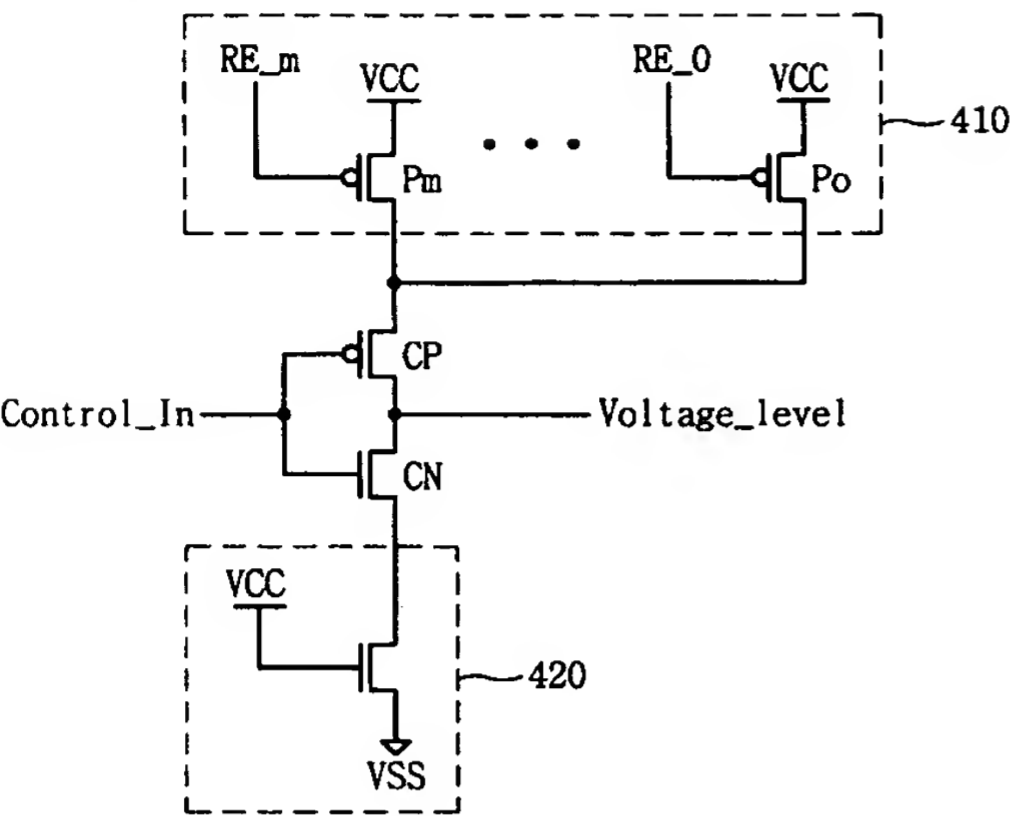 RE_m
VCC
RE_0
VCC
410
Pm
Po
CP
Control_In
Voltage_level
CN
VCC
420
VSS